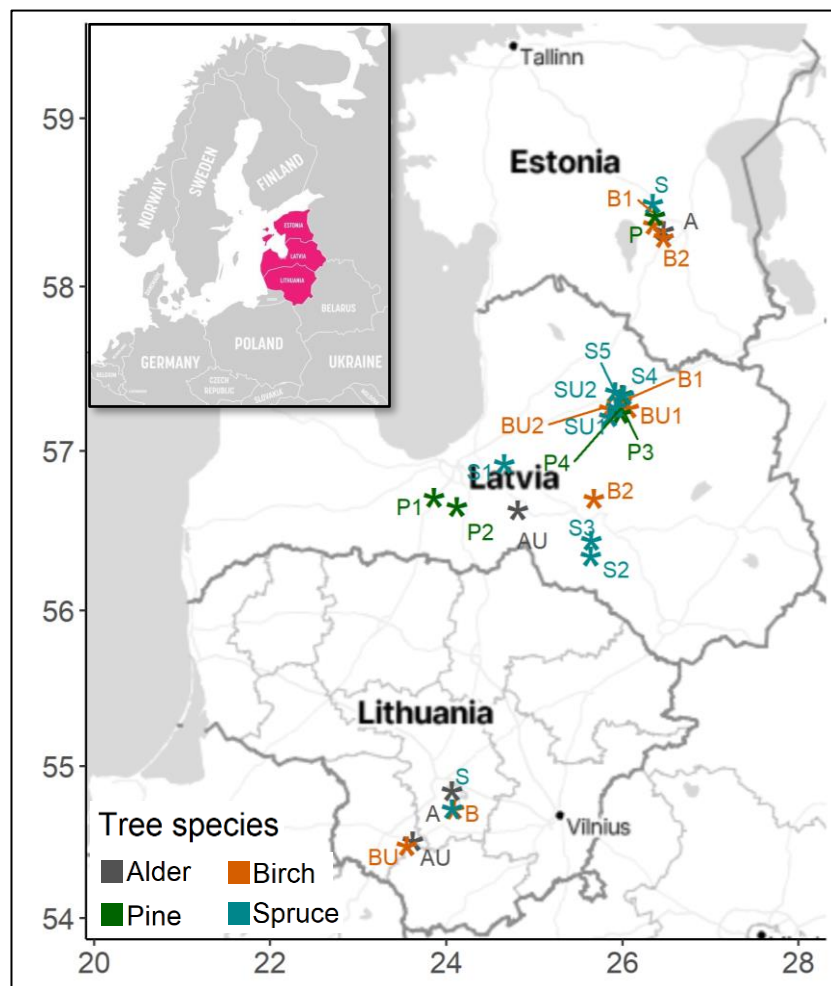 NORWAY
SWEDEN
FINLAND
ESTONIA
LATVIA
LITHUANIA
BELARUS
GERMANY
POLAND
CZECH
REPUBLIC
UKRAINE
Tallinn
59
Estonia
S
B1
P
A
B2
58
S5
S4
B1
SU2
BU2
BU1
SU1
P4
P3
57
S1
Latvia
P1
P2
AU
B2
S3
S2
56
Lithuania
55
S
A
B
Vilnius
BU
AU
Tree species
Alder
Birch
Pine
Spruce
54
20
22
24
26
28